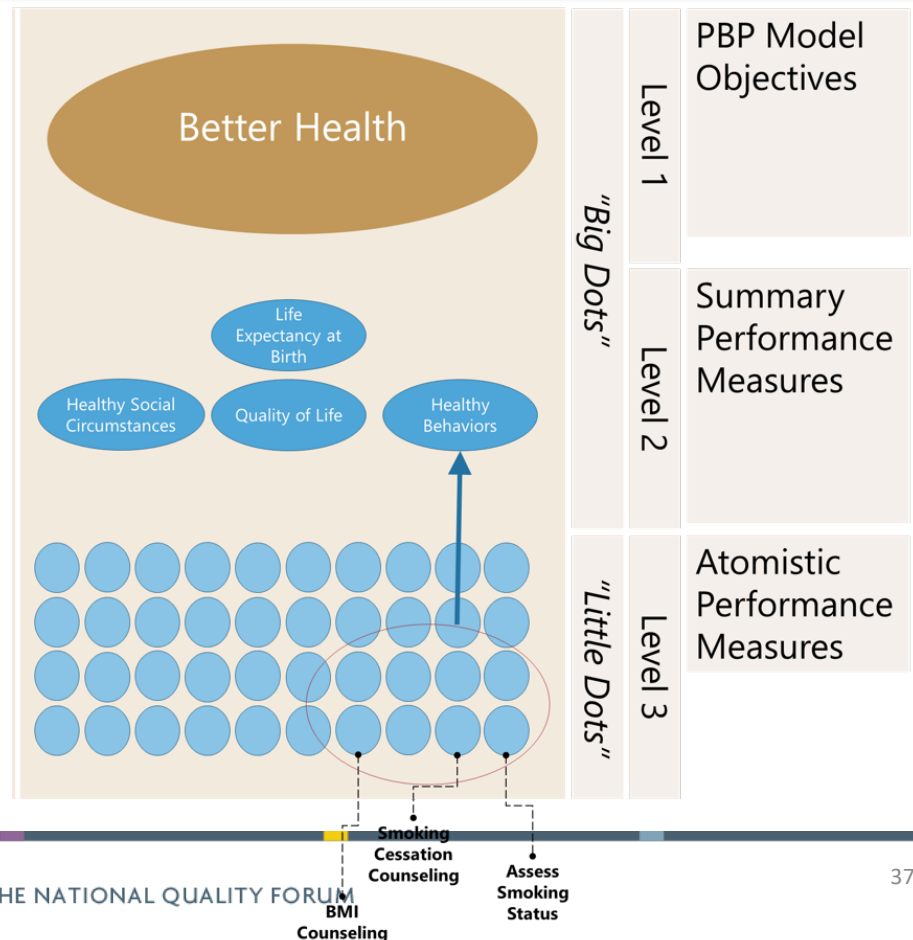 Better Health
Life
Expectancy at
Birth
Healthy Social
Circumstances
Quality of Life
Healthy
Behaviors
"Big Dots"
"Little Dots"
Level 1
Level 2
Level 3
PBP Model
Objectives
Summary
Performance
Measures
Atomistic
Performance
Measures
Smoking
Cessation
Counseling
Assess
Smoking
Status
BMI
Counseling
HE NATIONAL QUALITY FORUM
37